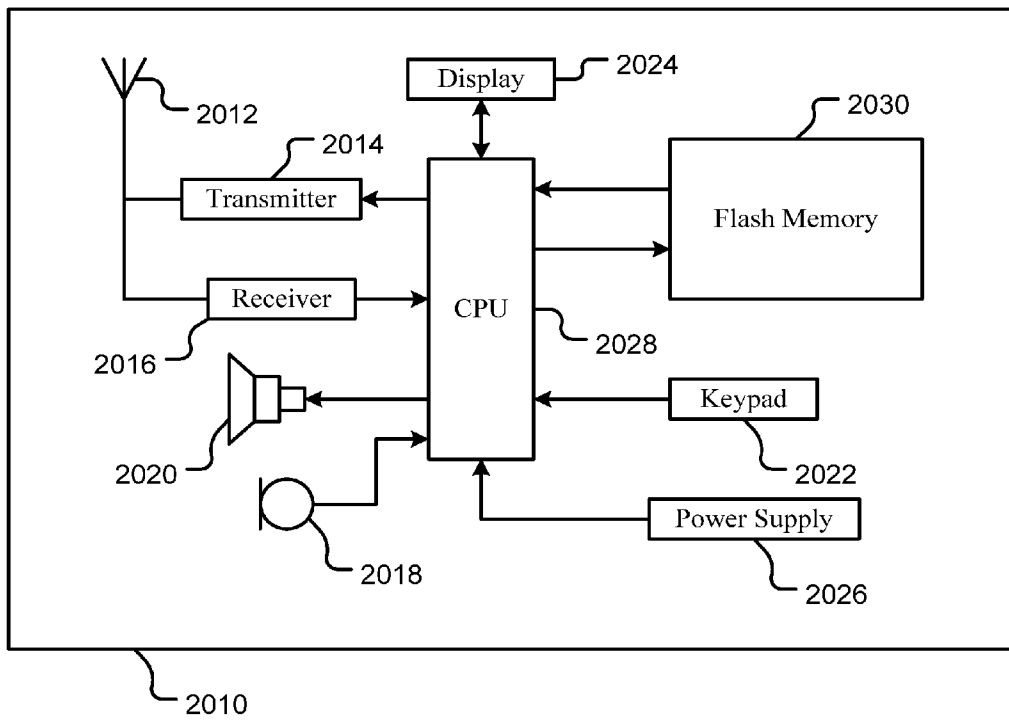 Display
2024
2012
2030
2014
Transmitter
Flash Memory
Receiver
CPU
2016
2028
Keypad
2020
2022
Power Supply
2018
2026
2010